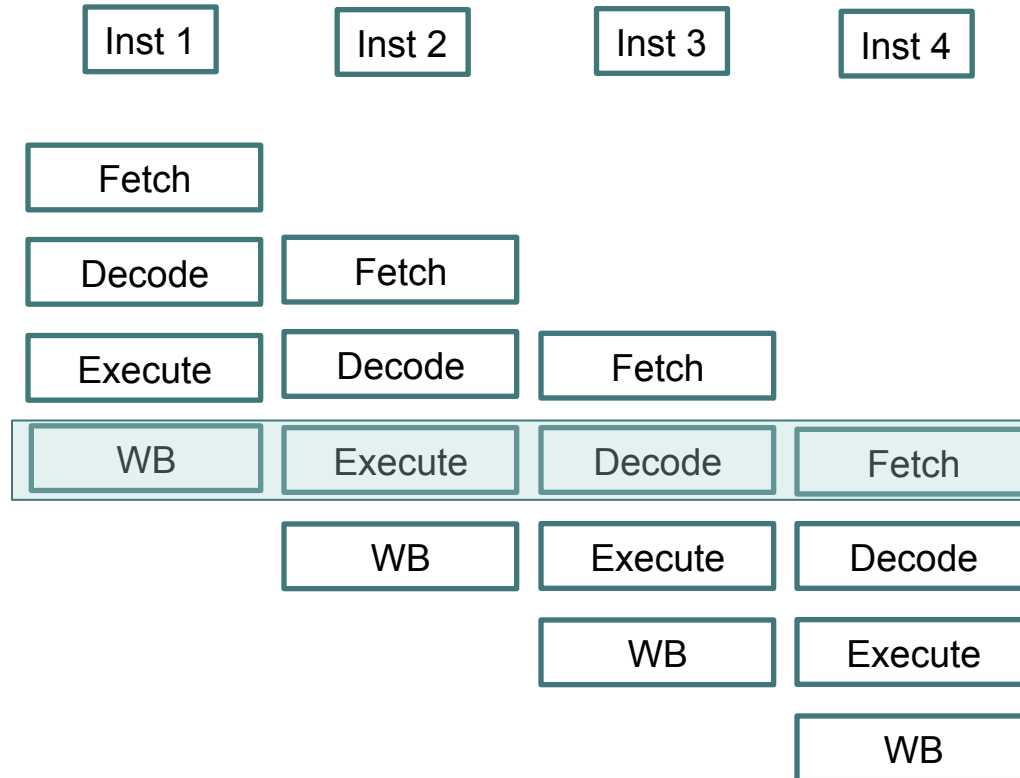 Inst 1 Inst 2 Inst 3 Inst 4
Fetch
Decode Fetch
Execute Decode Fetch
WB Execute Decode Fetch
WB Execute Decode
WB Execute
WB